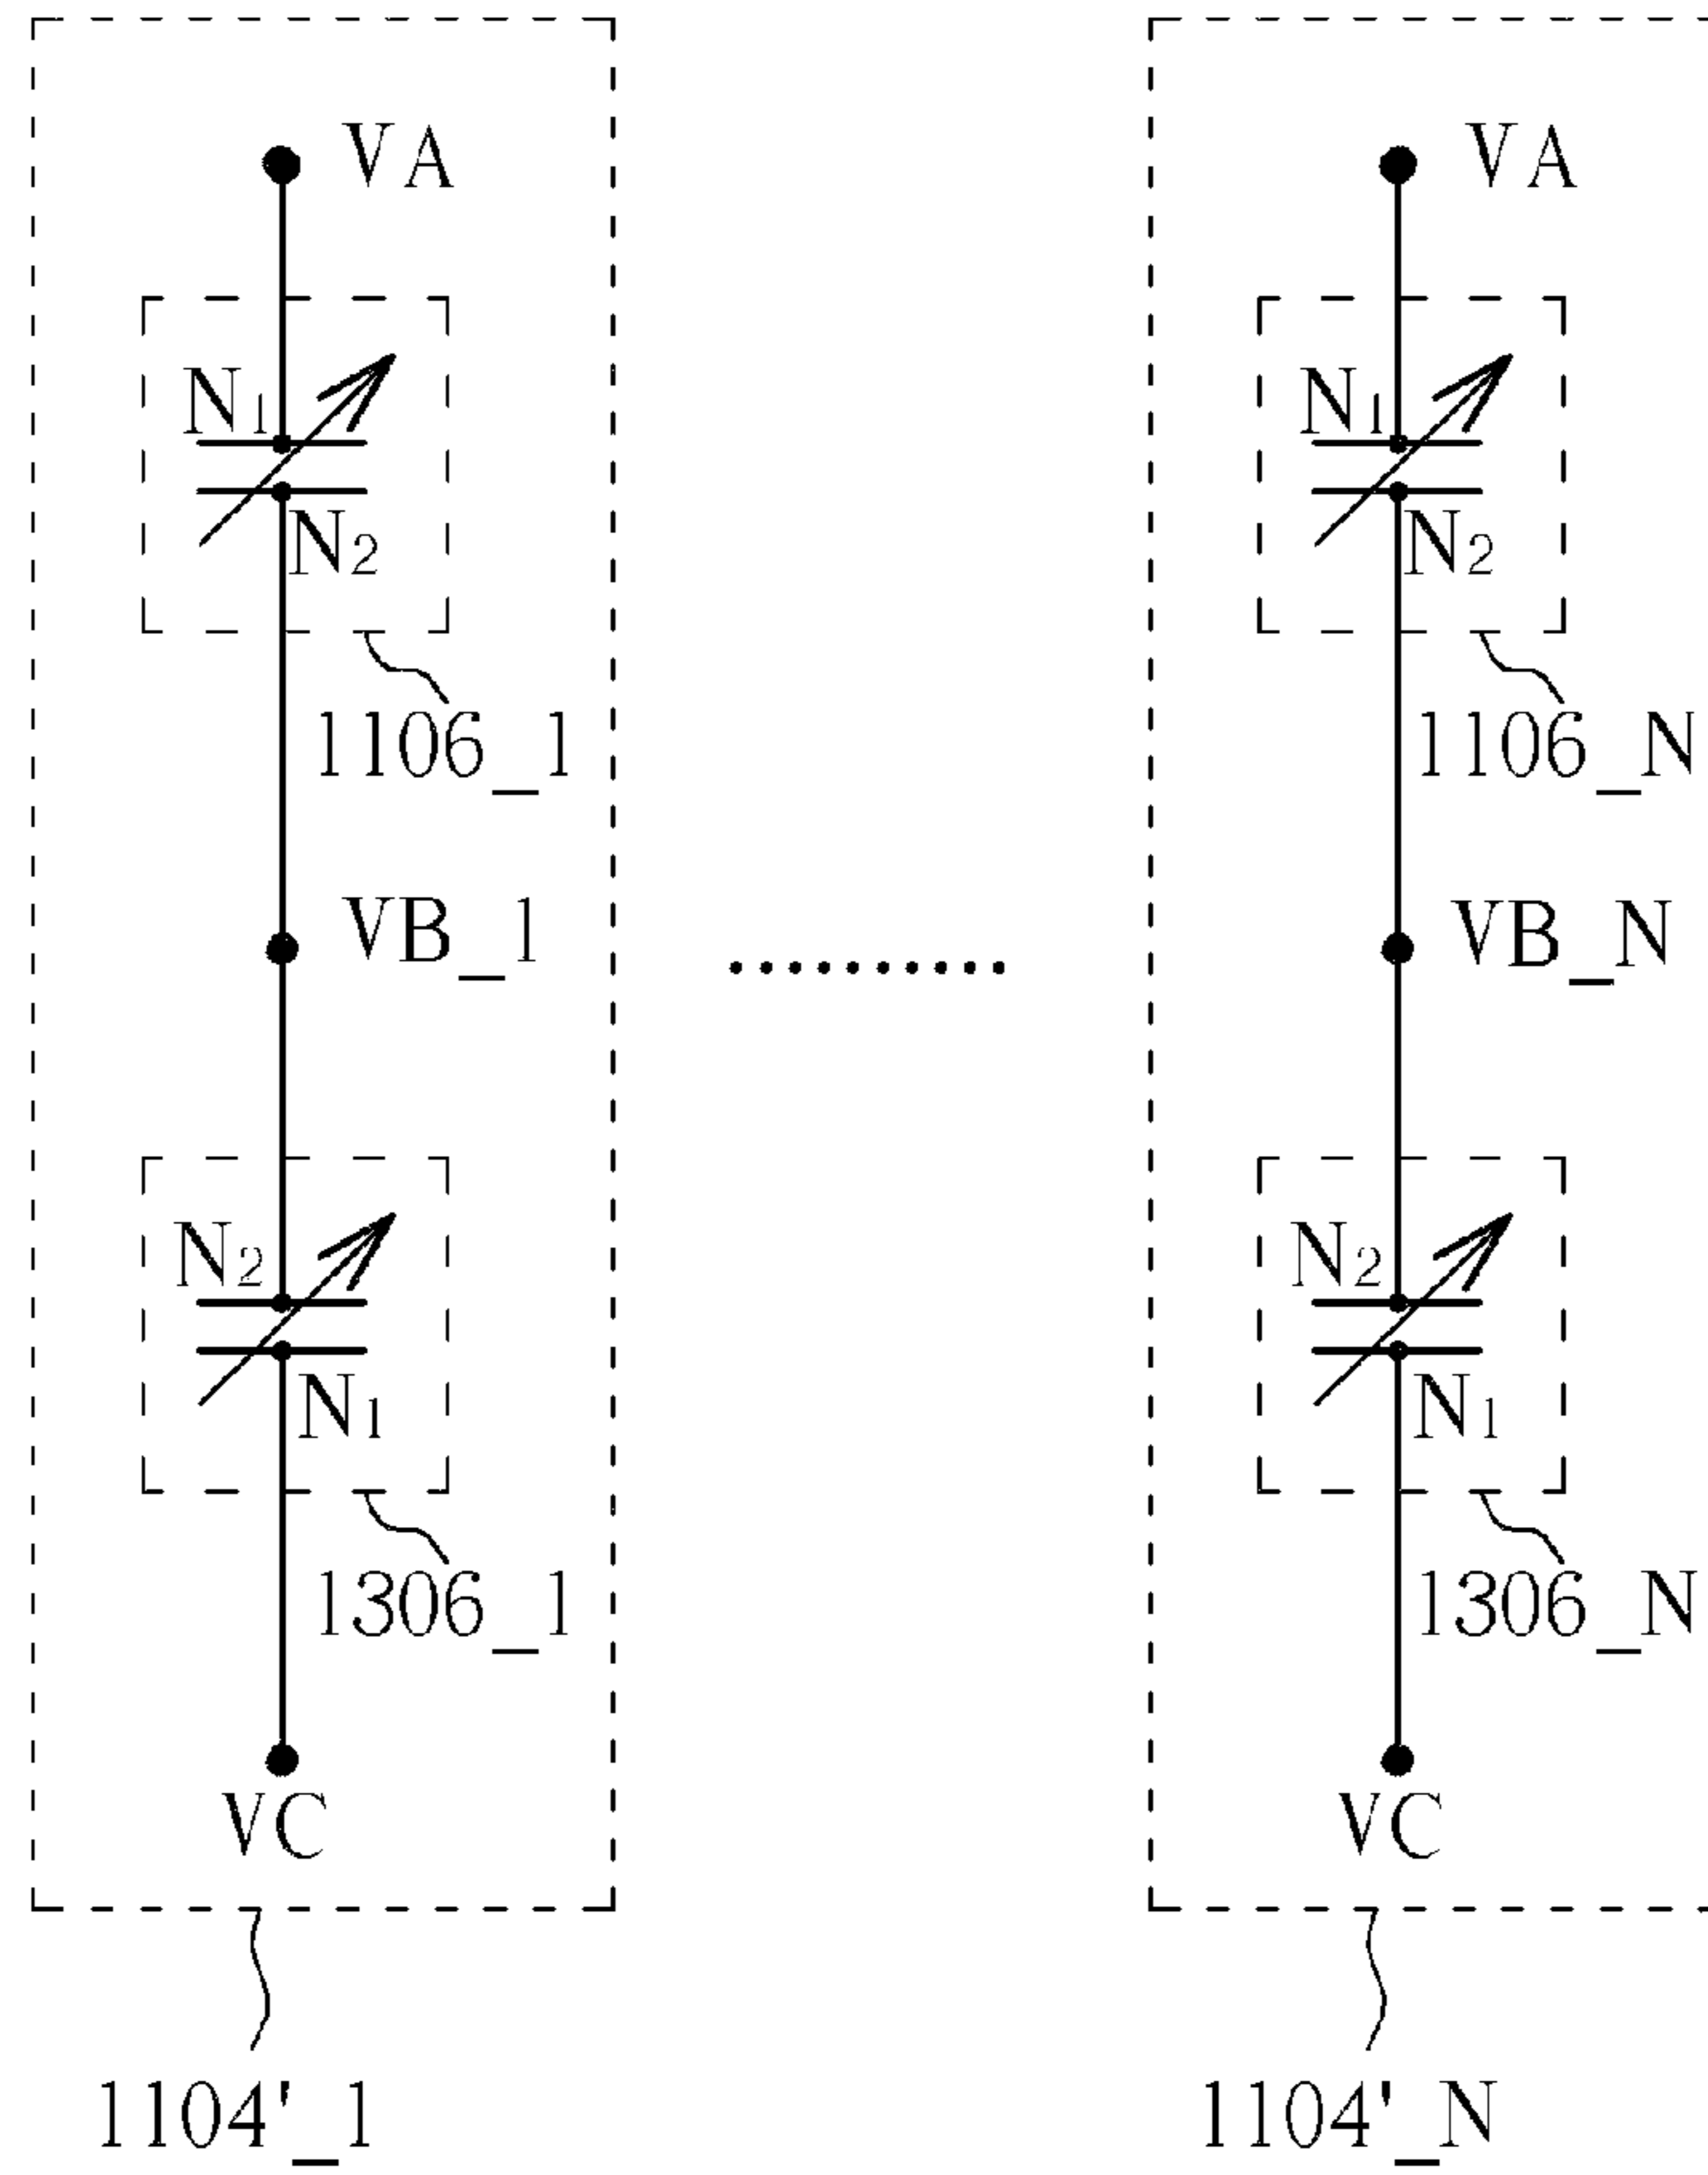 VA VA
N1 N1
N2 N2
1106_1 1106_N
VB_1 VB_N
N2 N2
N1 N1
1306_1 1306_N
VC VC
1104'_1 1104'_N